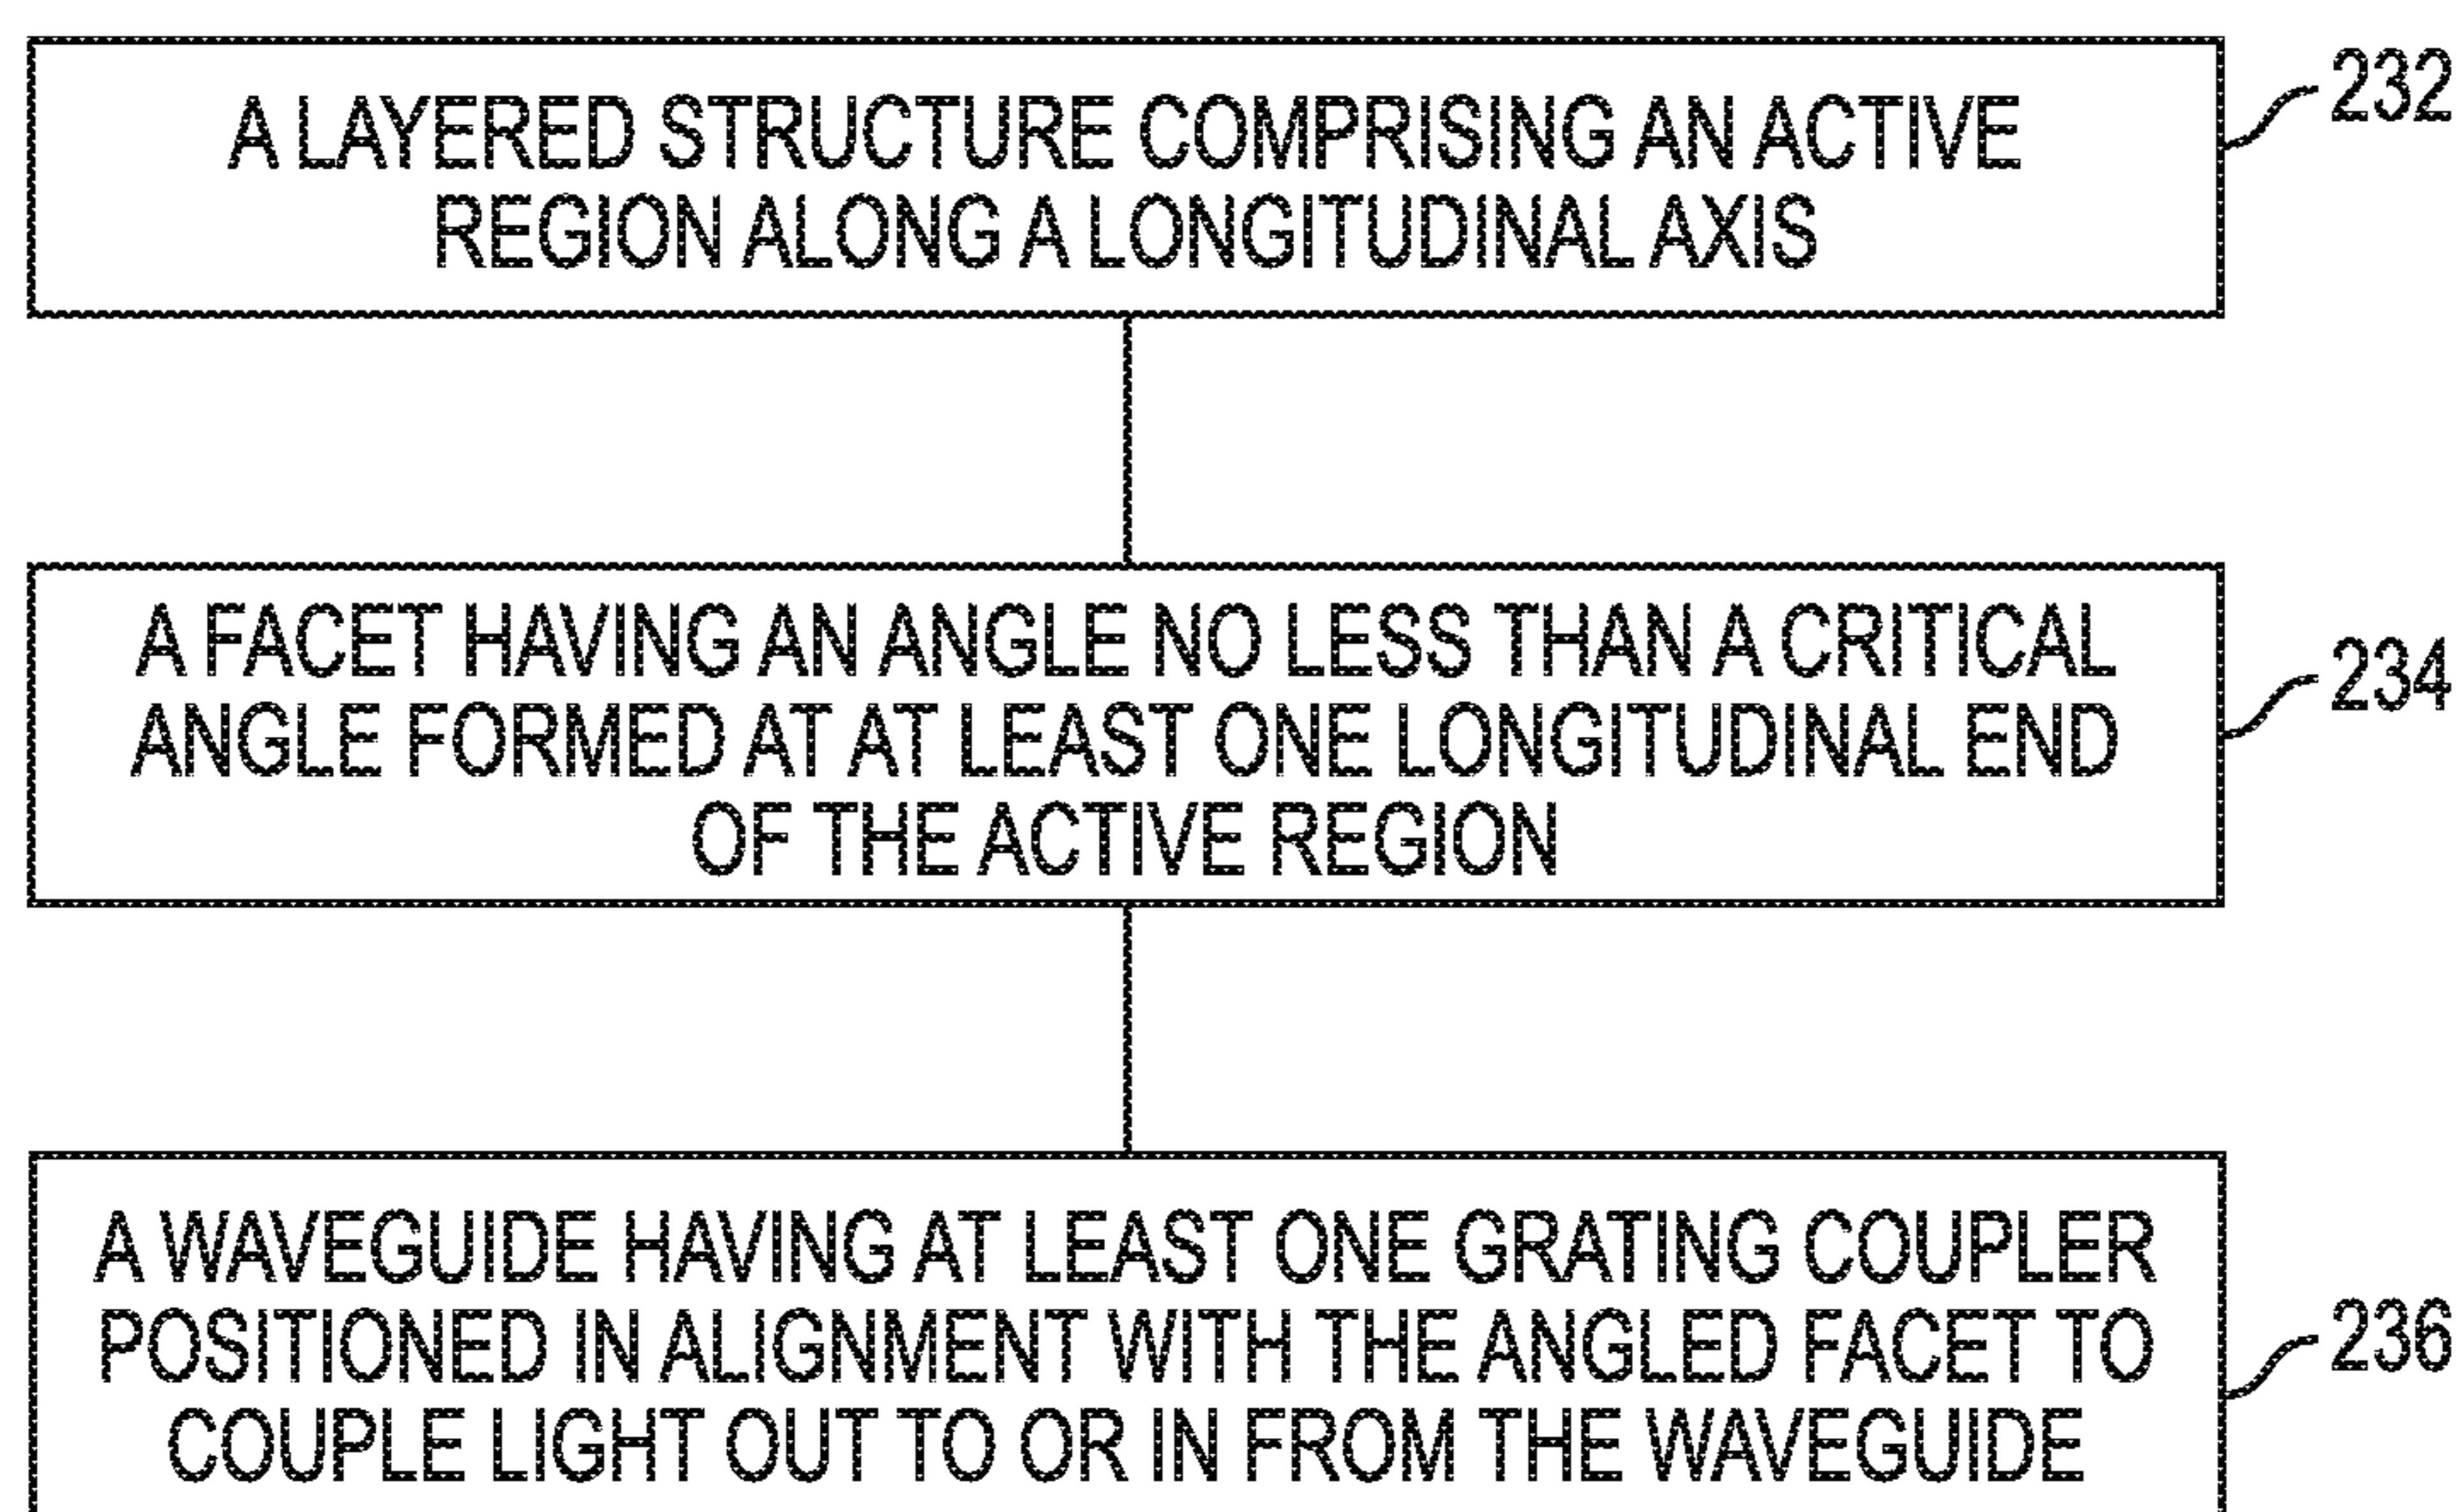 A LAYERED STRUCTURE COMPRISING AN ACTIVE
REGION ALONG A LONGITUDINAL AXIS
232
A FACET HAVING AN ANGLE NO LESS THAN A CRITICAL
ANGLE FORMED AT AT LEAST ONE LONGITUDINAL END
OF THE ACTIVE REGION
234
A WAVEGUIDE HAVING AT LEAST ONE GRATING COUPLER
POSITIONED IN ALIGNMENT WITH THE ANGLED FACET TO
COUPLE LIGHT OUT TO OR IN FROM THE WAVEGUIDE
236